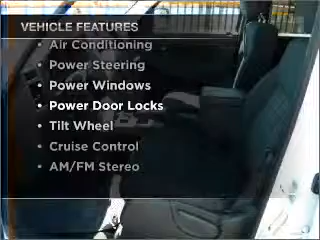 VEHICLE FEATURES
• Air Conditioning
• Power Steering
• Power Windows
• Power Door Locks
• Tilt Wheel
• Cruise Control
• AM/FM Stereo